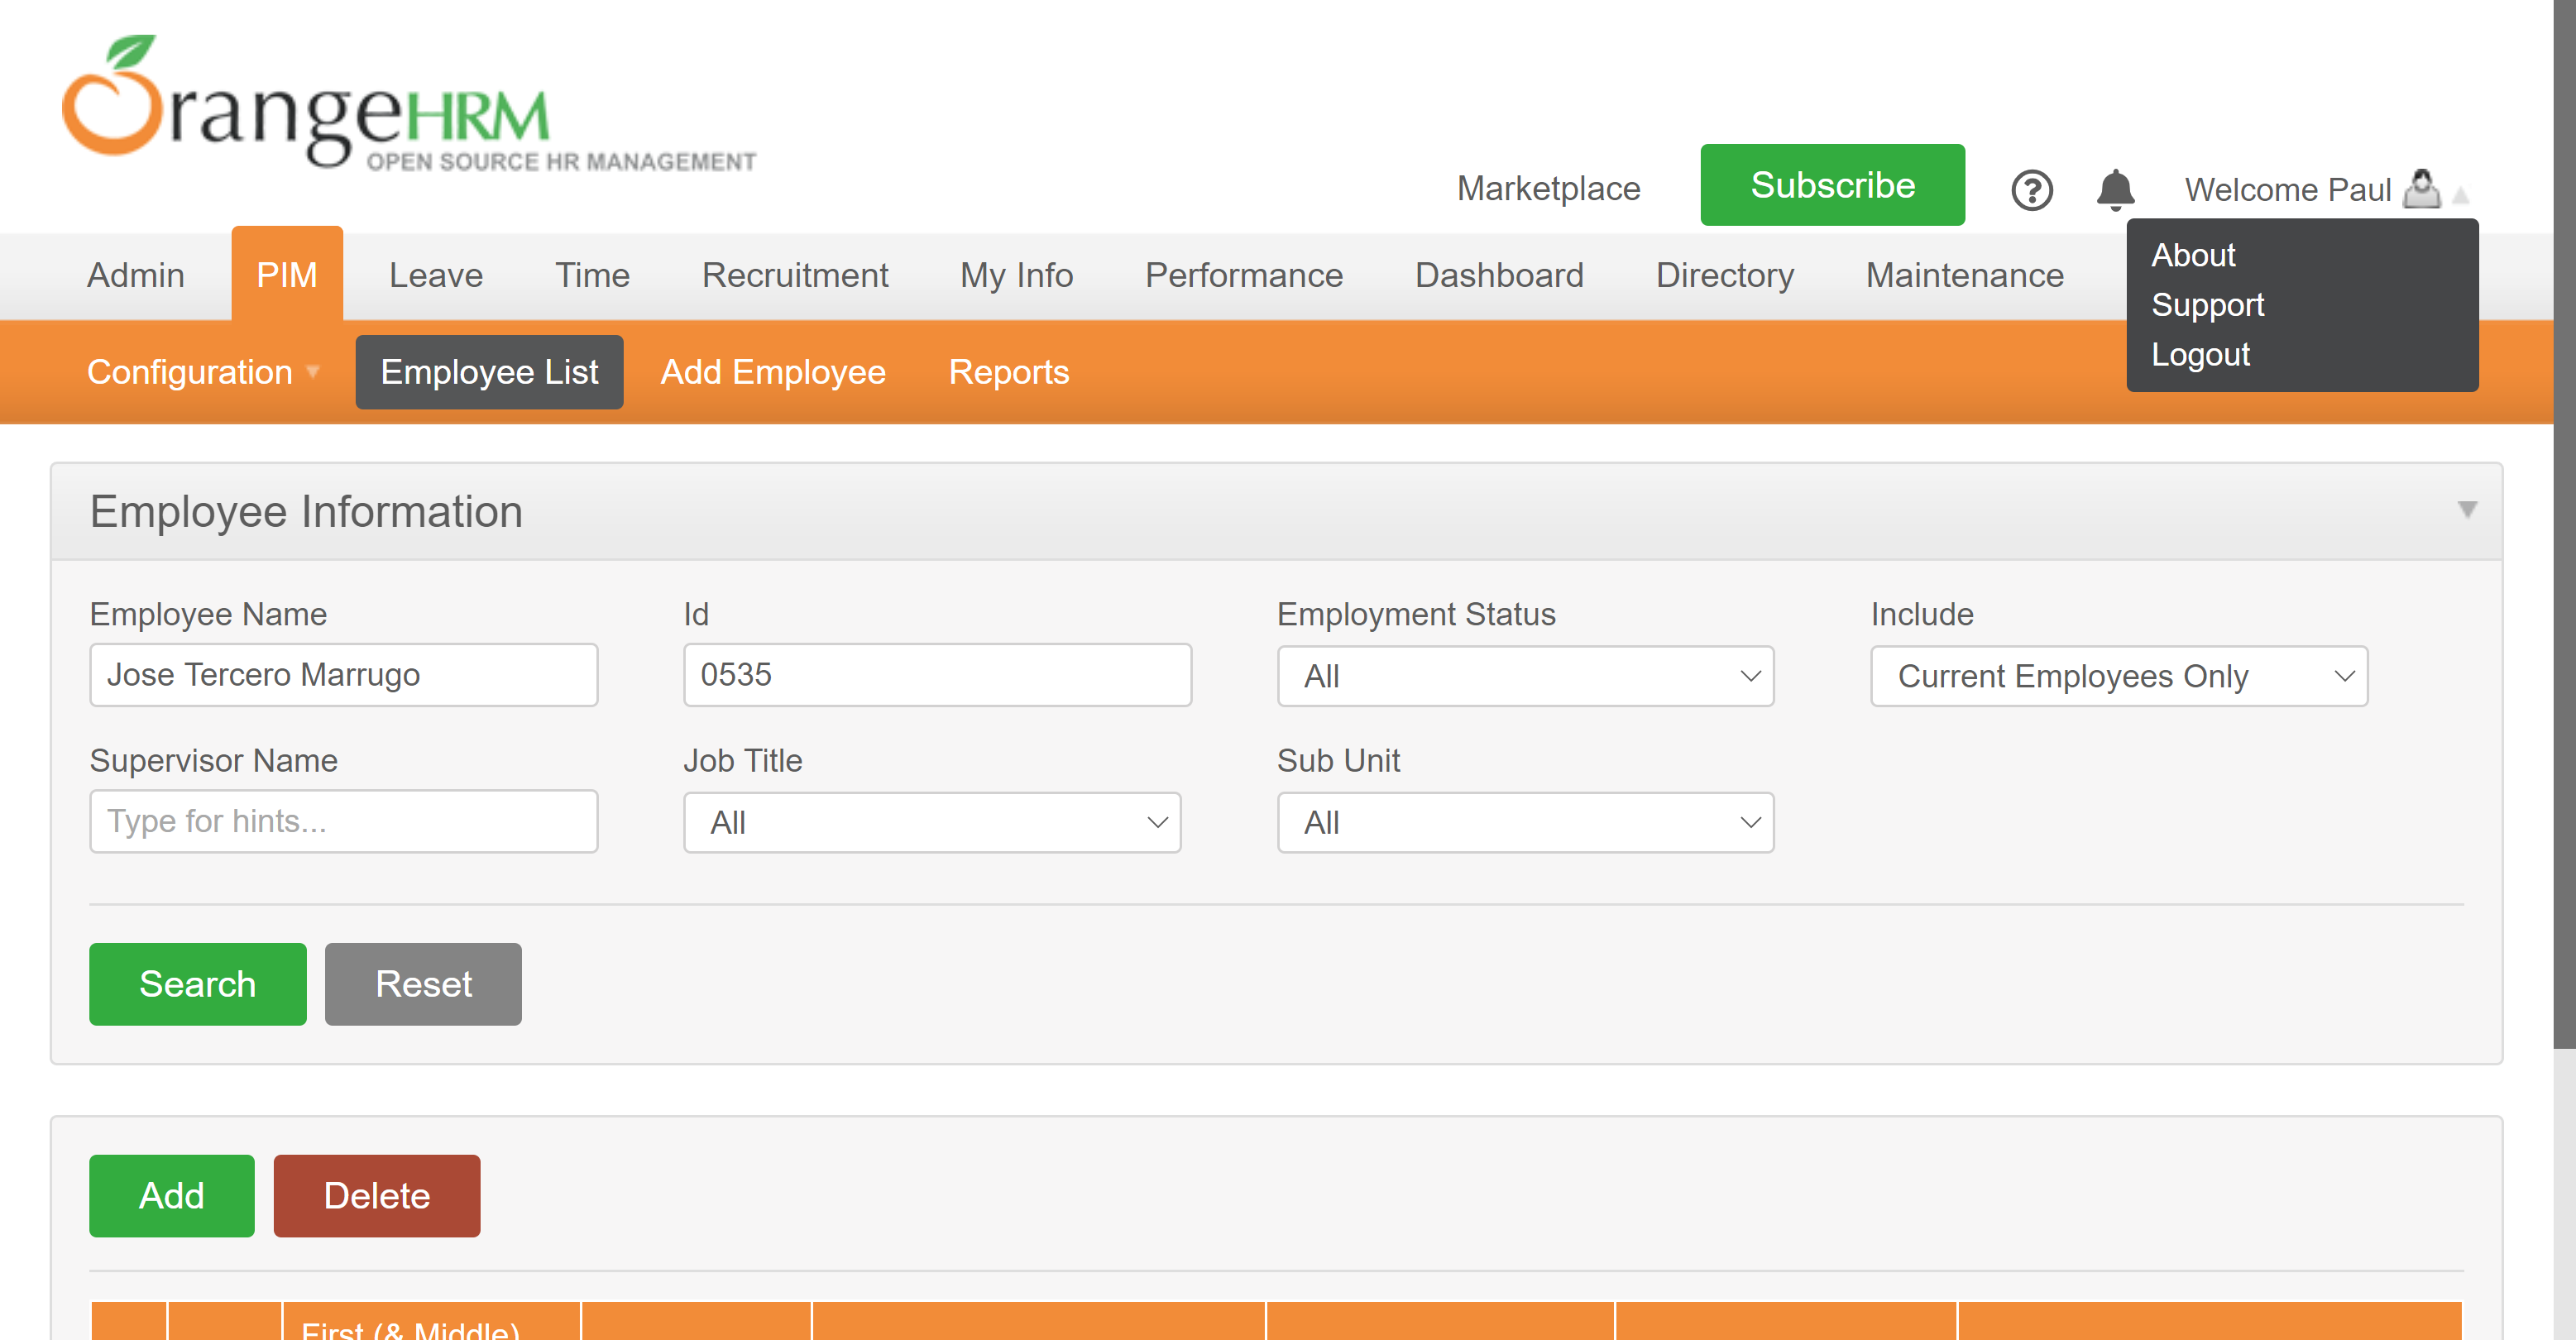 OrangeHRM
OPEN SOURCE HR MANAGEMENT
Marketplace
Subscribe
Welcome Paul
About
Support
Logout
Admin
PIM
Leave
Time
Recruitment
My Info
Performance
Dashboard
Directory
Maintenance
Configuration
Employee List
Add Employee
Reports
Employee Information
Employee Name
Id
Employment Status
Include
Jose Tercero Marrugo
0535
All
Current Employees Only
Supervisor Name
Job Title
Sub Unit
Type for hints...
All
All
Search
Reset
Add
Delete
First (& Middle)